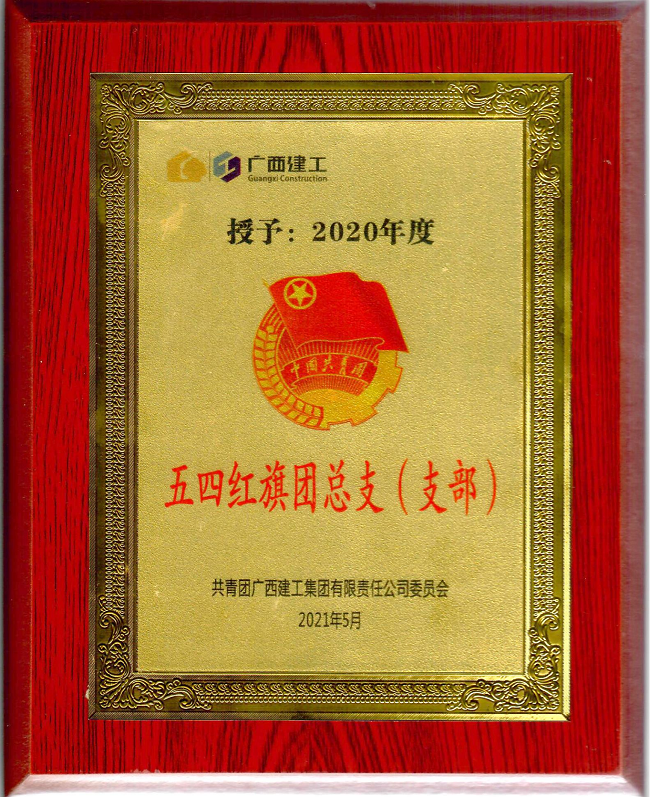 广西建工
Guangxi Construction
授予：2020年度
中国共青团
五四红旗团总支（支部）
共青团广西建工集团有限责任公司委员会
2021年5月